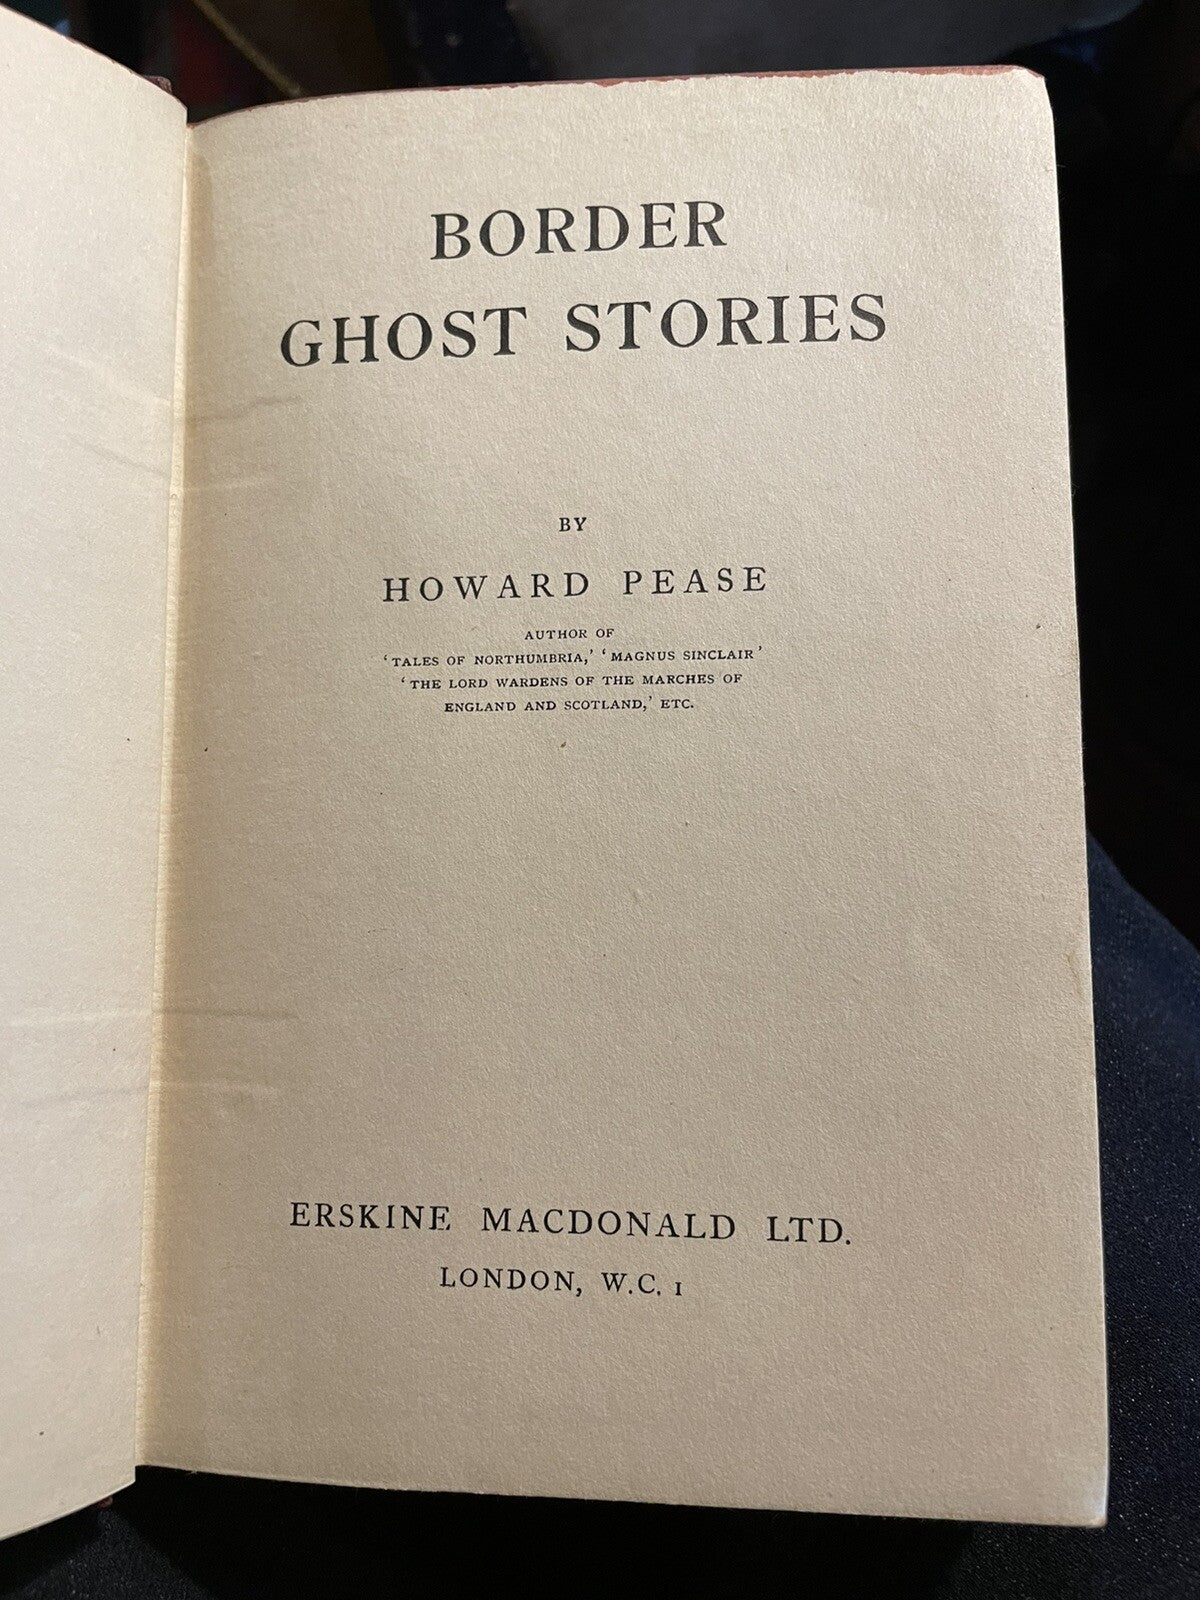 BORDER
GHOST STORIES
BY
HOWARD PEASE
AUTHOR OF
‘TALES OF NORTHUMBRIA,’ ‘MAGNUS SINCLAIR’
‘THE LORD WARDENS OF THE MARCHES OF
ENGLAND AND SCOTLAND,’ ETC.
ERSKINE MACDONALD LTD.
LONDON, W.C. 1